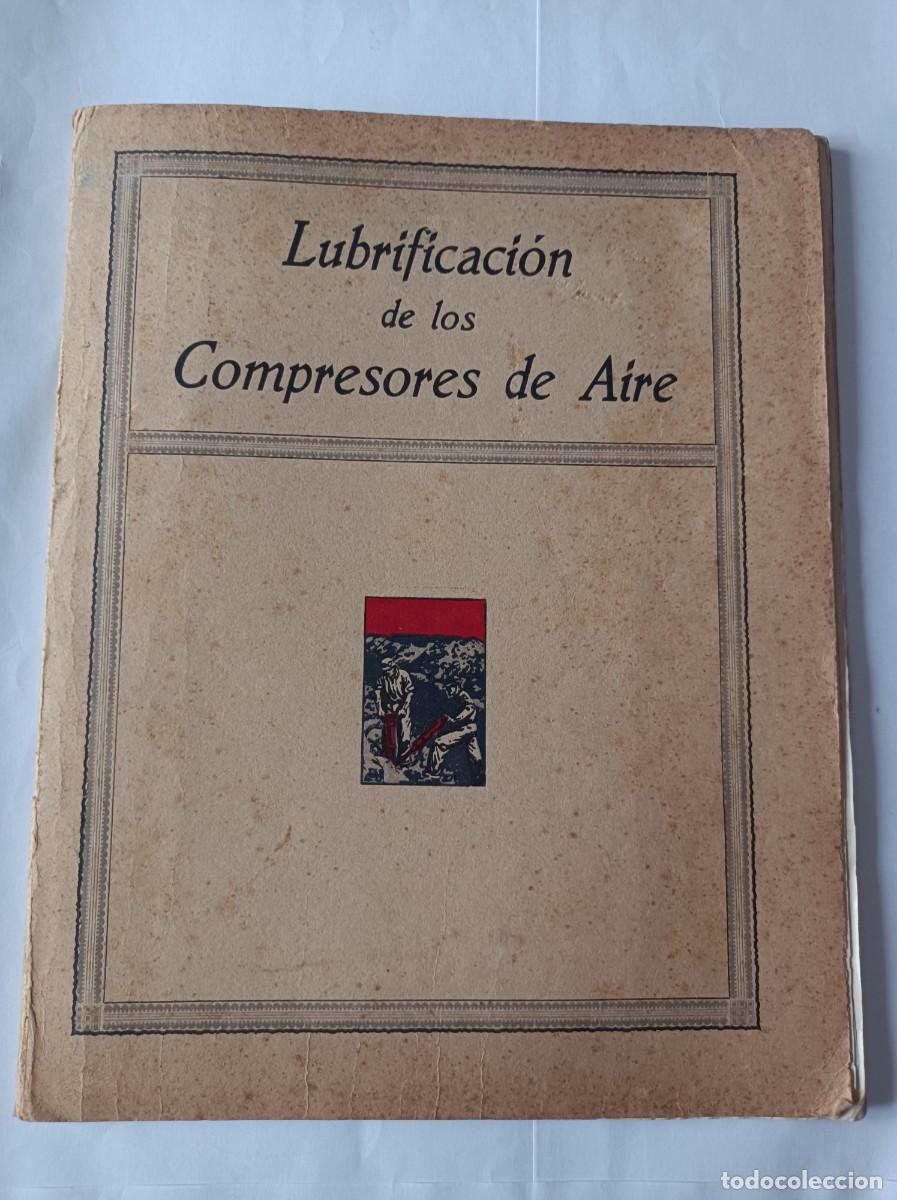 Lubrificación
de los
Compresores de Aire
todocoleccion